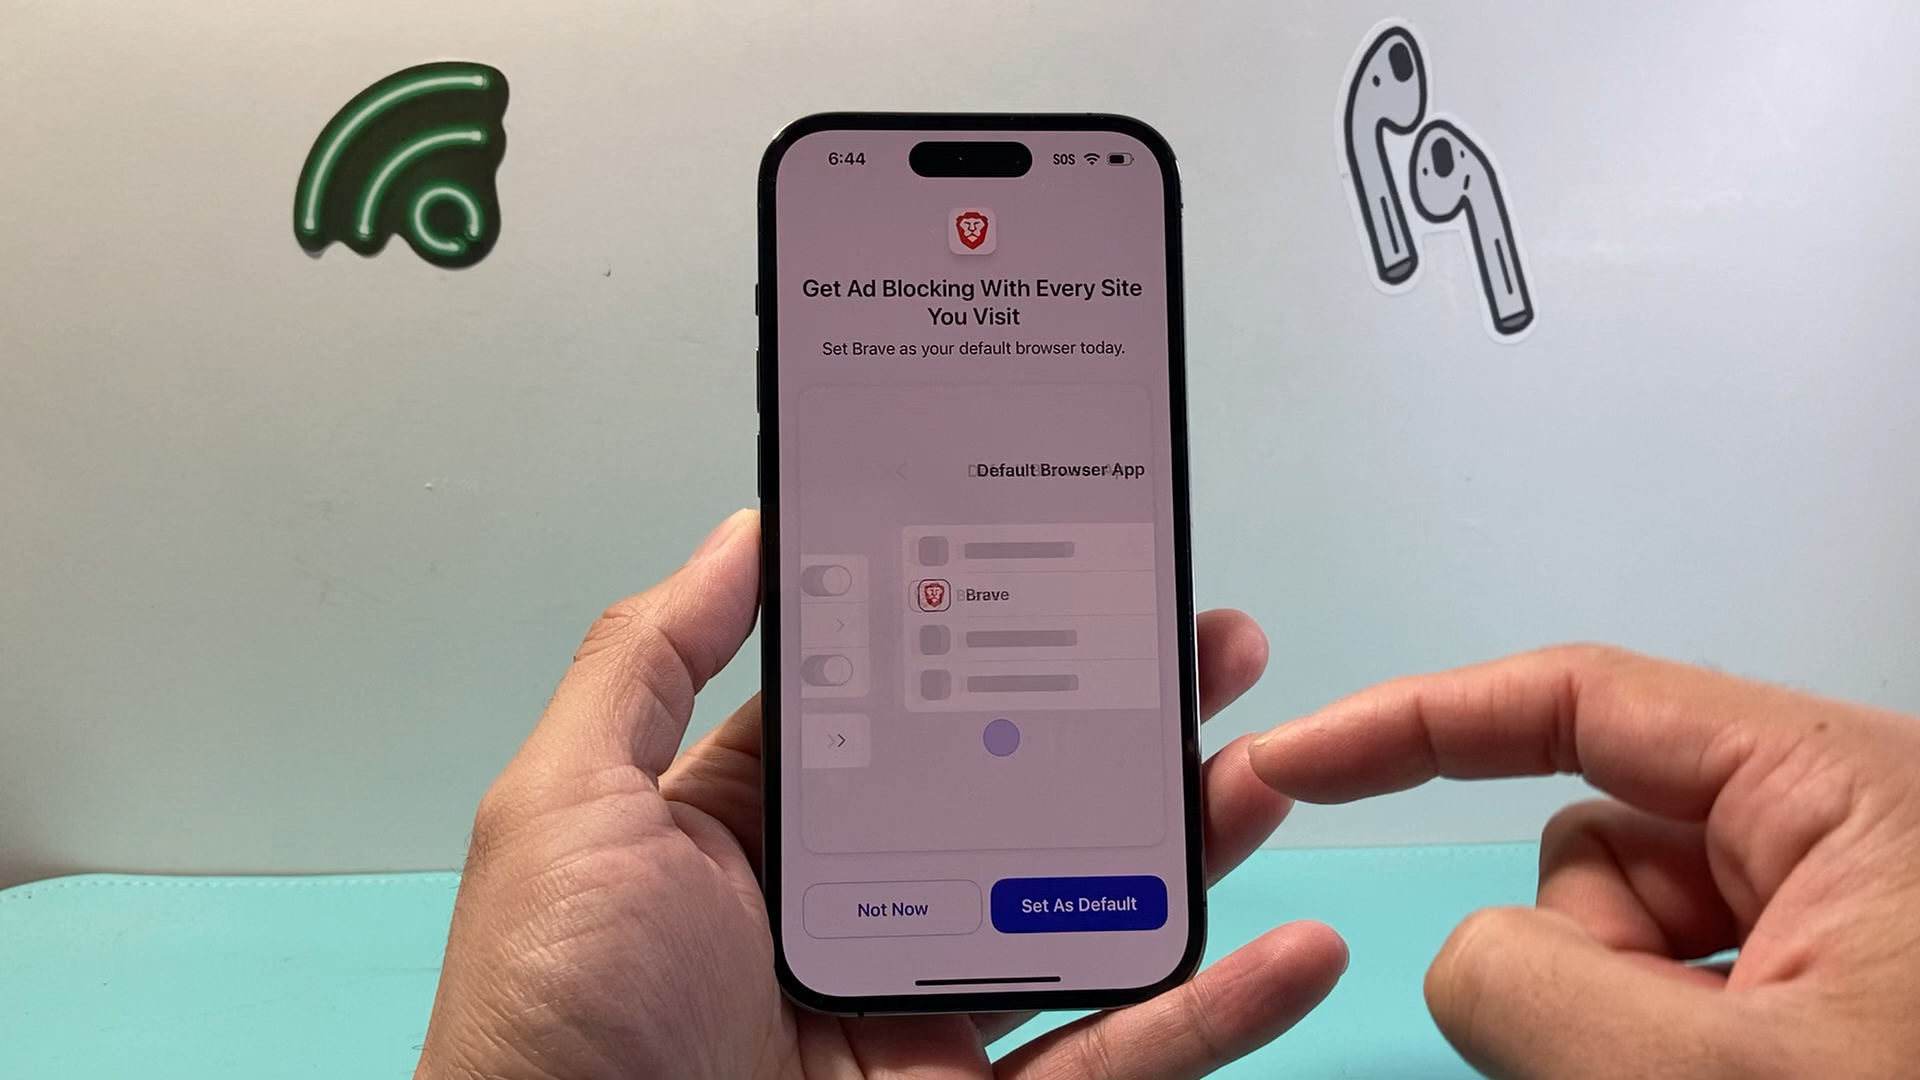 6:44
SOS
Get Ad Blocking With Every Site
You Visit
Set Brave as your default browser today.
Default Browser App
Brave
Not Now
Set As Default